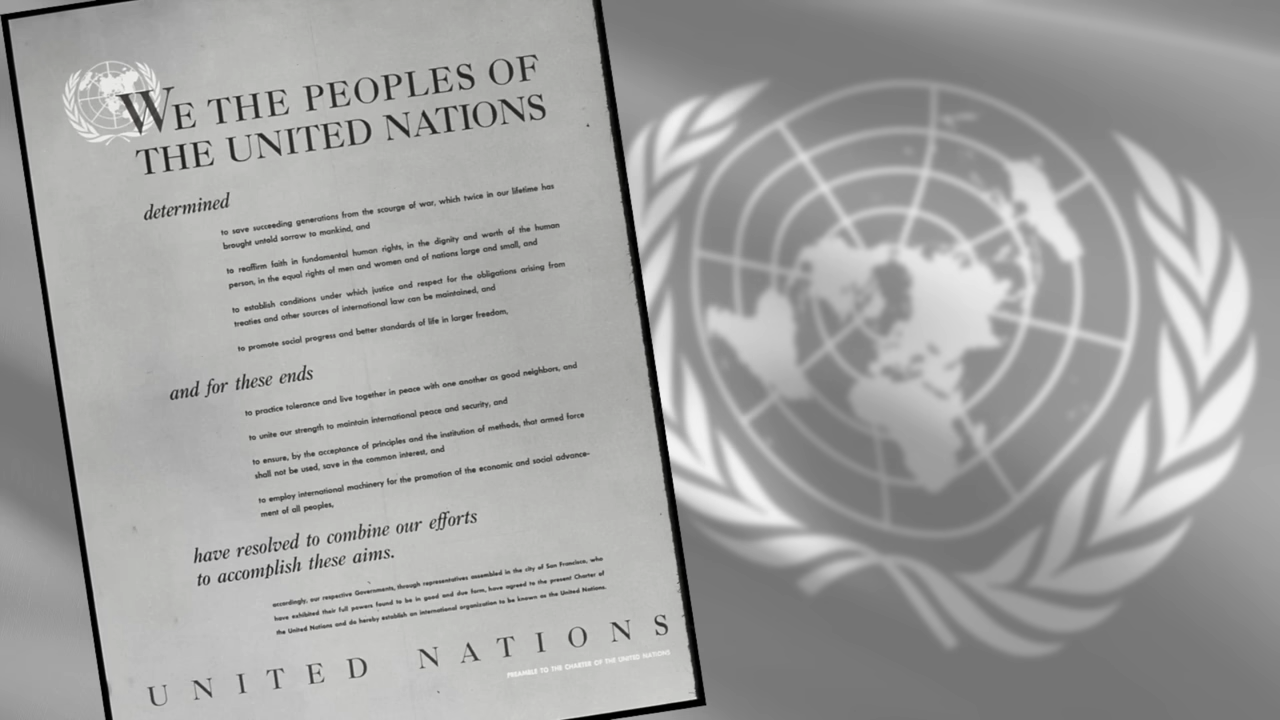 WE THE PEOPLES OF
THE UNITED NATIONS
determined
to save succeeding generations from the scourge of war, which twice in our lifetime has
brought untold sorrow to mankind, and
to reaffirm faith in fundamental human rights, in the dignity and worth of the human
person, in the equal rights of men and women and of nations large and small, and
to establish conditions under which justice and respect for the obligations arising from
treaties and other sources of international law can be maintained, and
to promote social progress and better standards of life in larger freedom,
and for these ends
to practice tolerance and live together in peace with one another as good neighbors, and
to unite our strength to maintain international peace and security, and
to ensure, by the acceptance of principles and the institution of methods, that armed force
shall not be used, save in the common interest, and
to employ international machinery for the promotion of the economic and social advance-
ment of all peoples,
have resolved to combine our efforts
to accomplish these aims.
accordingly, our respective Governments, through representatives assembled in the city of San Francisco, who
have exhibited their full powers found to be in good and due form, have agreed to the present Charter of
the United Nations and do hereby establish an international organization to be known as the United Nations.
UNITED NATIONS
PREAMBLE TO THE CHARTER OF THE UNITED NATIONS